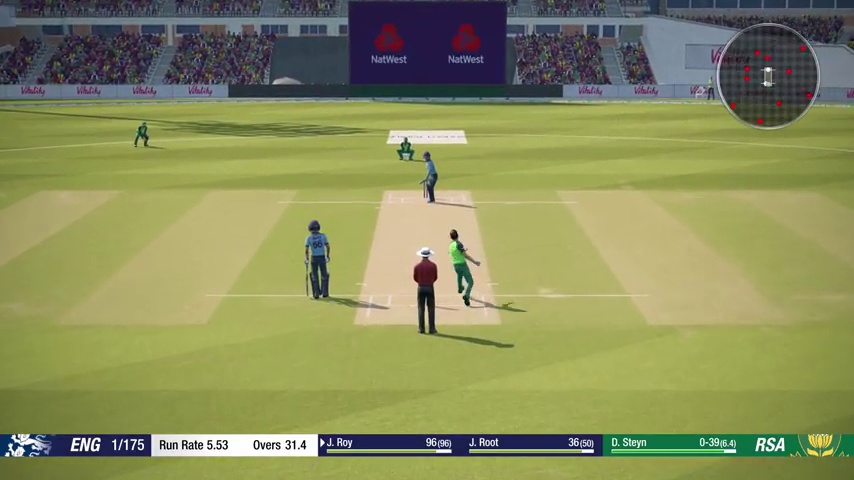 NatWest NatWest
Vitality Vitality Vitality Vitality Vitality
66
ENG 1/175 Run Rate 5.53 Overs 31.4 J. Roy 96(96) J. Root 36(50) D. Steyn 0-39(6.4) RSA